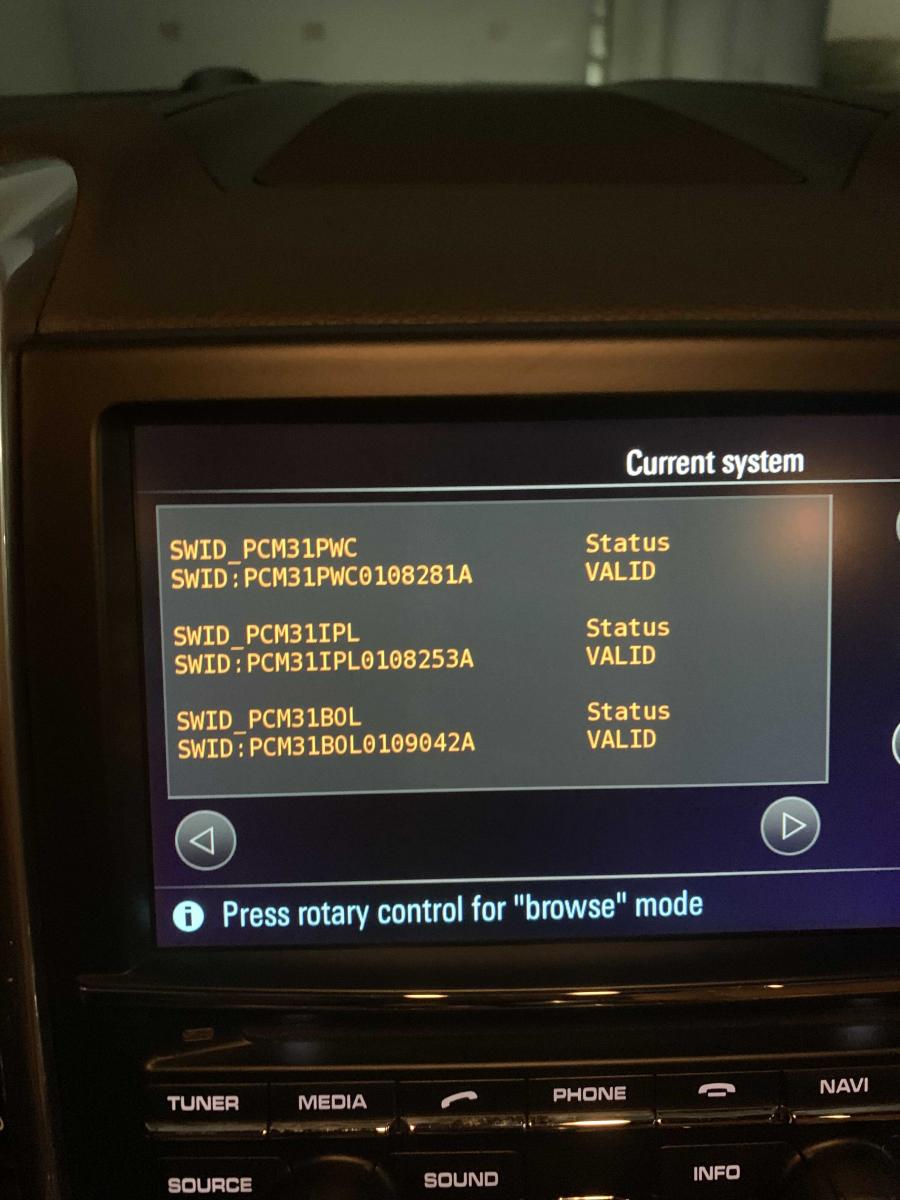 Current system
SWID_PCM31PWC Status
SWID:PCM31PWC0108281A VALID
SWID_PCM31IPL Status
SWID:PCM31IPL0108253A VALID
SWID_PCM31BOL Status
SWID:PCM31BOL0109042A VALID
i Press rotary control for "browse" mode
TUNER MEDIA PHONE NAVI
SOURCE SOUND INFO